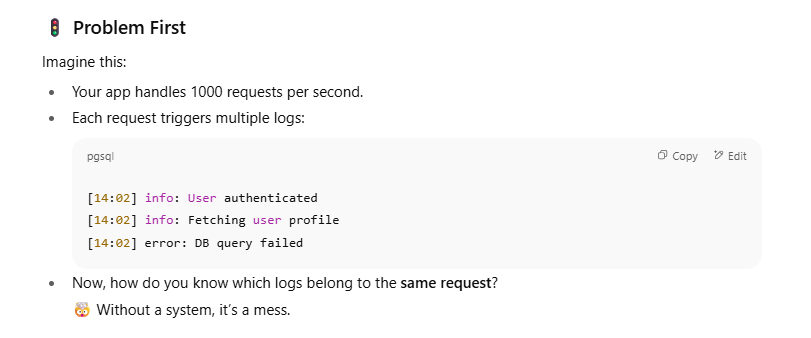 🚦 Problem First
Imagine this:
• Your app handles 1000 requests per second.
• Each request triggers multiple logs:
pgsql Copy Edit
[14:02] info: User authenticated
[14:02] info: Fetching user profile
[14:02] error: DB query failed
• Now, how do you know which logs belong to the same request?
🤯 Without a system, it’s a mess.